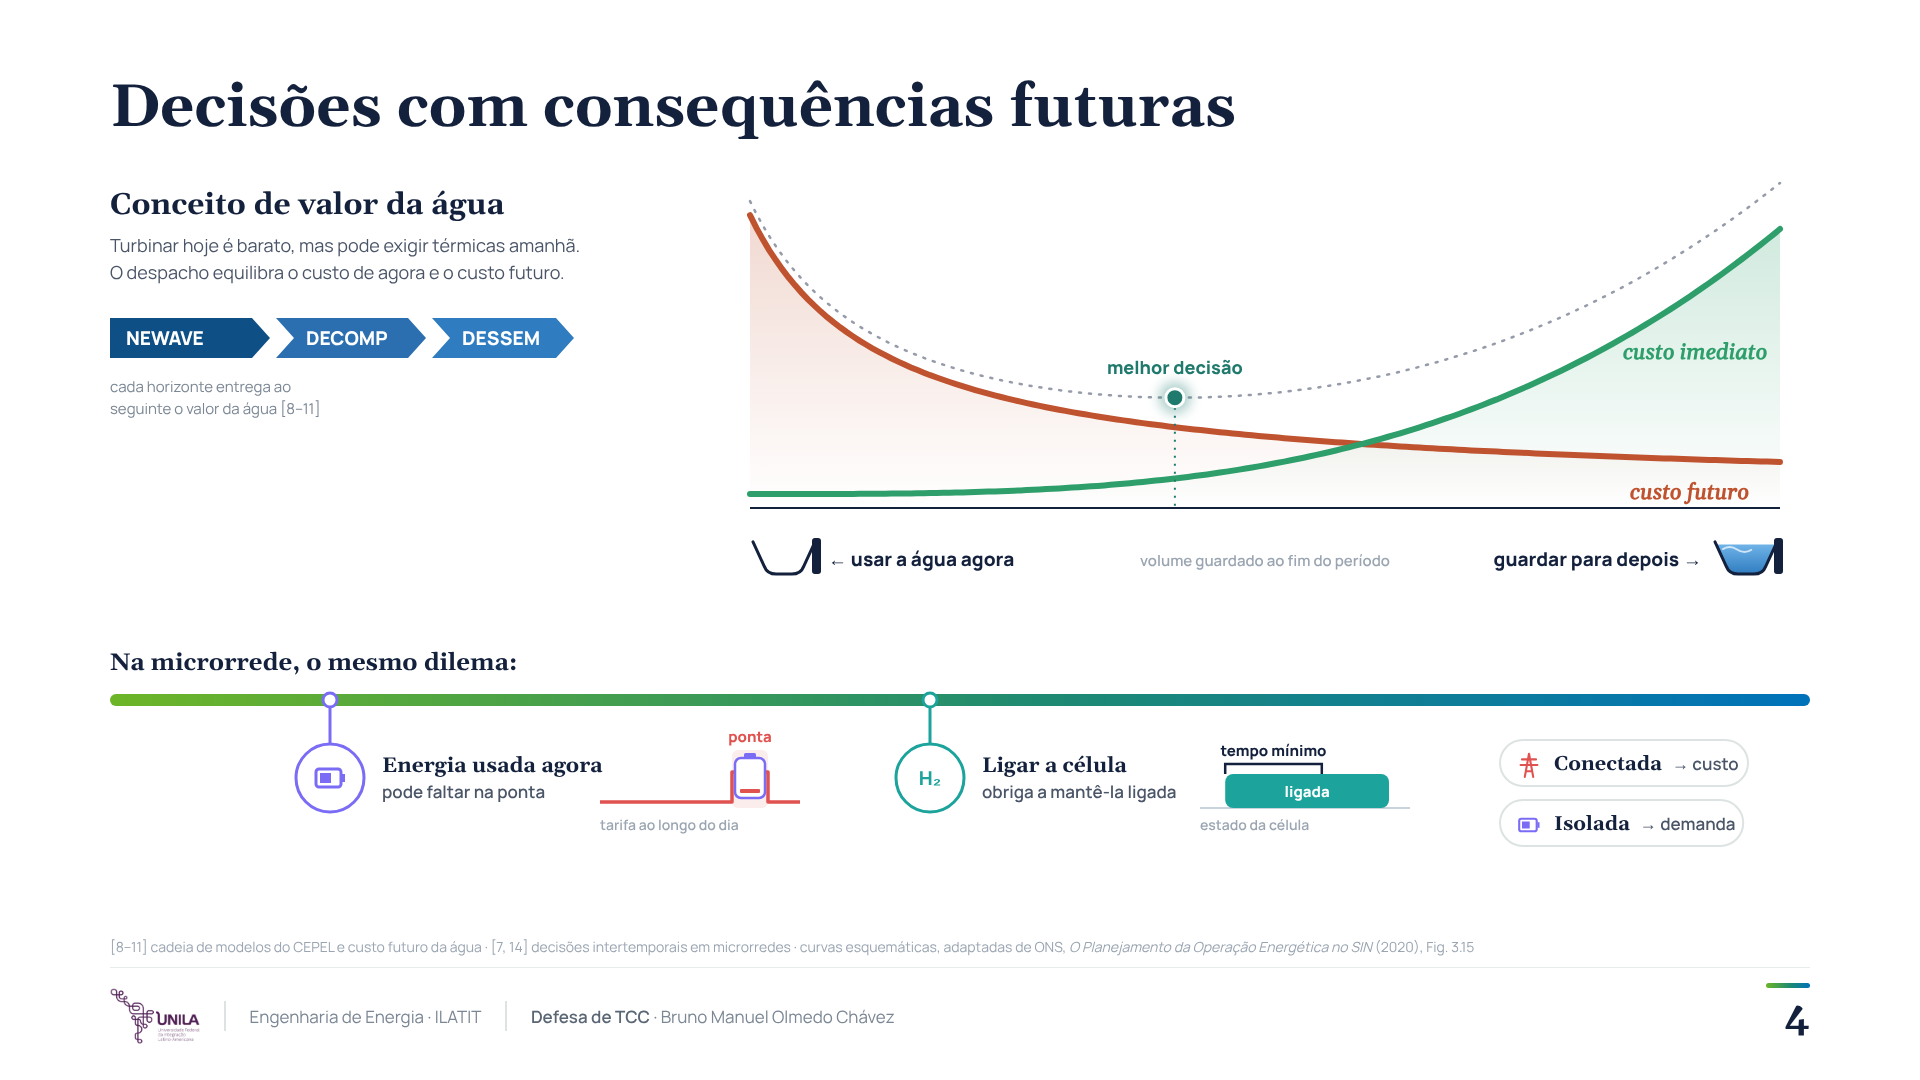 Decisões com consequências futuras
Conceito de valor da água
Turbinar hoje é barato, mas pode exigir térmicas amanhã.
O despacho equilibra o custo de agora e o custo futuro.
NEWAVE
DECOMP
DESSEM
cada horizonte entrega ao
seguinte o valor da água [8–11]
melhor decisão
custo imediato
custo futuro
← usar a água agora
volume guardado ao fim do período
guardar para depois →
Na microrrede, o mesmo dilema:
Energia usada agora
pode faltar na ponta
ponta
tarifa ao longo do dia
H₂
Ligar a célula
obriga a mantê-la ligada
tempo mínimo
ligada
estado da célula
Conectada → custo
Isolada → demanda
[8–11] cadeia de modelos do CEPEL e custo futuro da água · [7, 14] decisões intertemporais em microrredes · curvas esquemáticas, adaptadas de ONS, O Planejamento da Operação Energética no SIN (2020), Fig. 3.15
UNILA
Universidade Federal
da Integração
Latino-Americana
Engenharia de Energia · ILATIT
Defesa de TCC · Bruno Manuel Olmedo Chávez
4